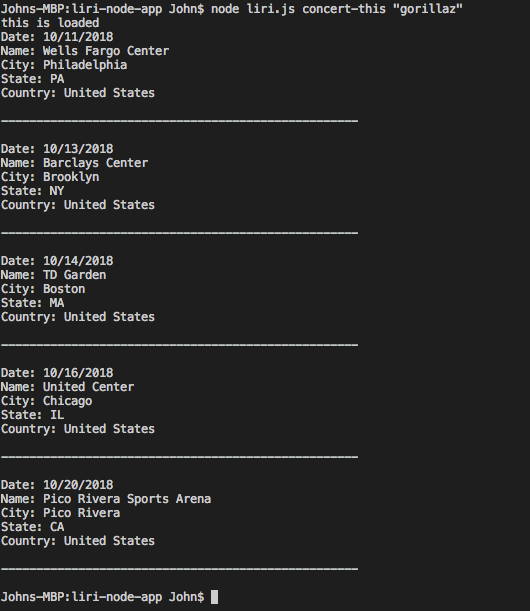 Johns-MBP:liri-node-app John$ node liri.js concert-this "gorillaz"
this is loaded
Date: 10/11/2018
Name: Wells Fargo Center
City: Philadelphia
State: PA
Country: United States
___________________________________________________
Date: 10/13/2018
Name: Barclays Center
City: Brooklyn
State: NY
Country: United States
___________________________________________________
Date: 10/14/2018
Name: TD Garden
City: Boston
State: MA
Country: United States
___________________________________________________
Date: 10/16/2018
Name: United Center
City: Chicago
State: IL
Country: United States
___________________________________________________
Date: 10/20/2018
Name: Pico Rivera Sports Arena
City: Pico Rivera
State: CA
Country: United States
___________________________________________________
Johns-MBP:liri-node-app John$